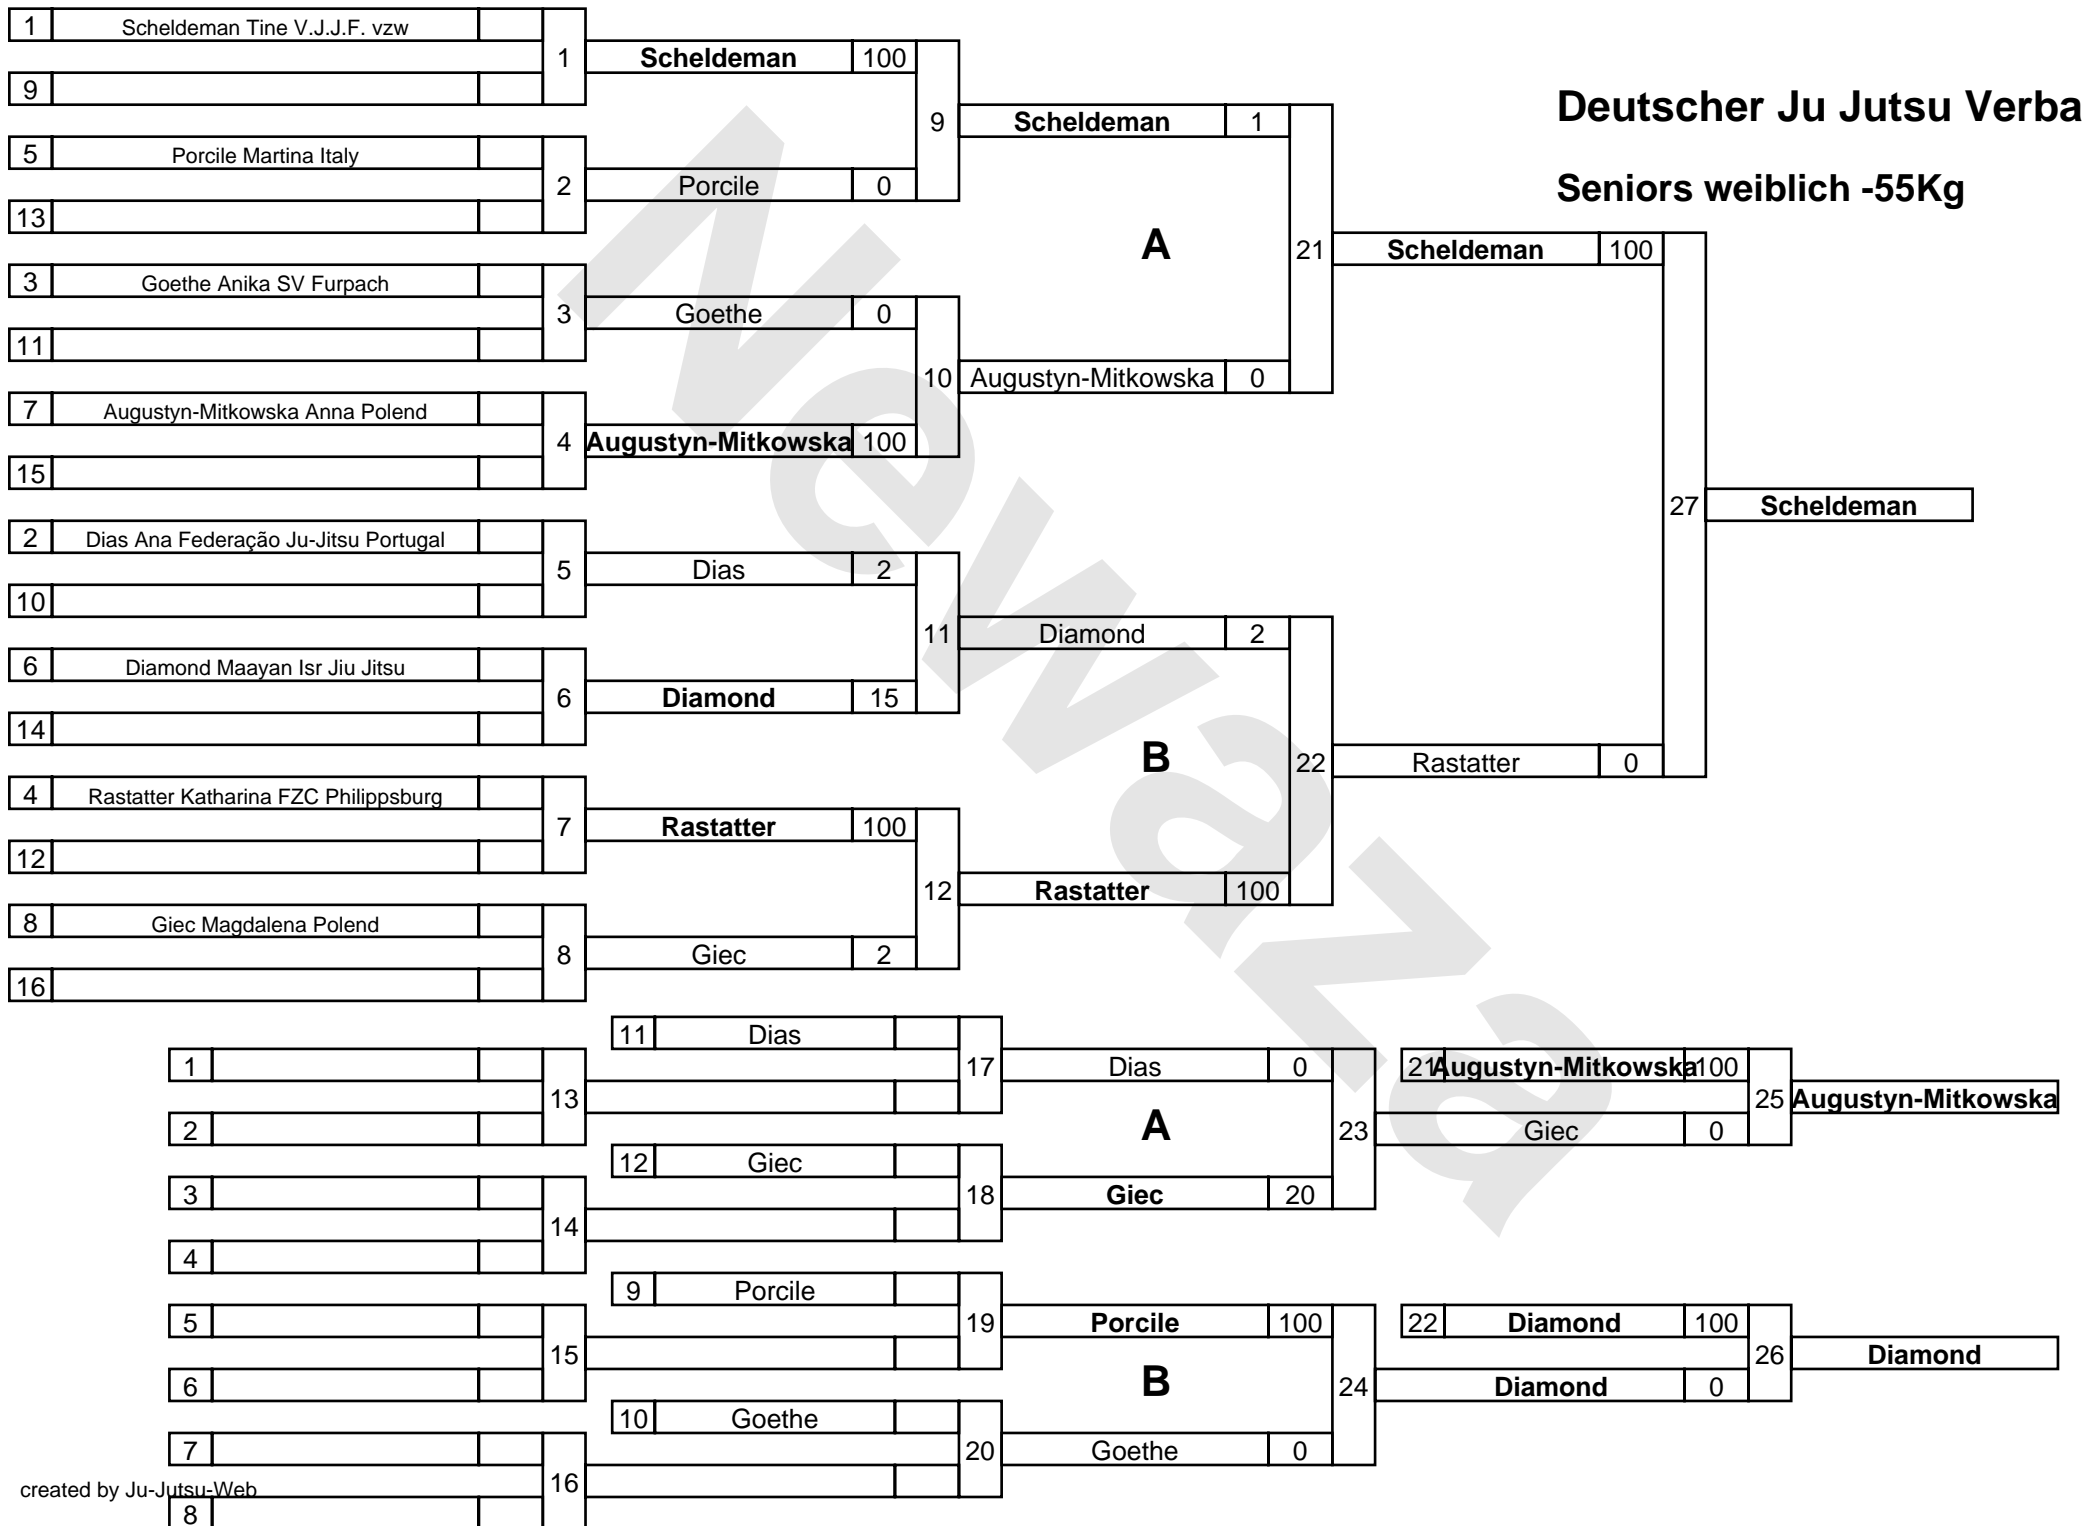 Deutscher Ju Jutsu Verba
Seniors weiblich -55Kg
Newaza
1 Scheldeman Tine V.J.J.F. vzw
9
1
5 Porcile Martina Italy
13
2
3 Goethe Anika SV Furpach
11
3
7 Augustyn-Mitkowska Anna Polend
15
4
2 Dias Ana Federação Ju-Jitsu Portugal
10
5
6 Diamond Maayan Isr Jiu Jitsu
14
6
4 Rastatter Katharina FZC Philippsburg
12
7
8 Giec Magdalena Polend
16
8
Scheldeman 100
9
Porcile 0
Goethe 0
10
Augustyn-Mitkowska 100
Dias 2
11
Diamond 15
Rastatter 100
12
Giec 2
Scheldeman 1
A
21
Augustyn-Mitkowska 0
Diamond 2
B
22
Rastatter 100
Scheldeman 100
27
Rastatter 0
Scheldeman
1
13
2
3
14
4
5
15
6
7
16
8
11 Dias
17
12 Giec
18
9 Porcile
19
10 Goethe
20
Dias 0
A
23
Giec 20
Porcile 100
B
24
Goethe 0
21 Augustyn-Mitkowska 100
25
Giec 0
Augustyn-Mitkowska
22 Diamond 100
26
Diamond 0
Diamond
created by Ju-Jutsu-Web